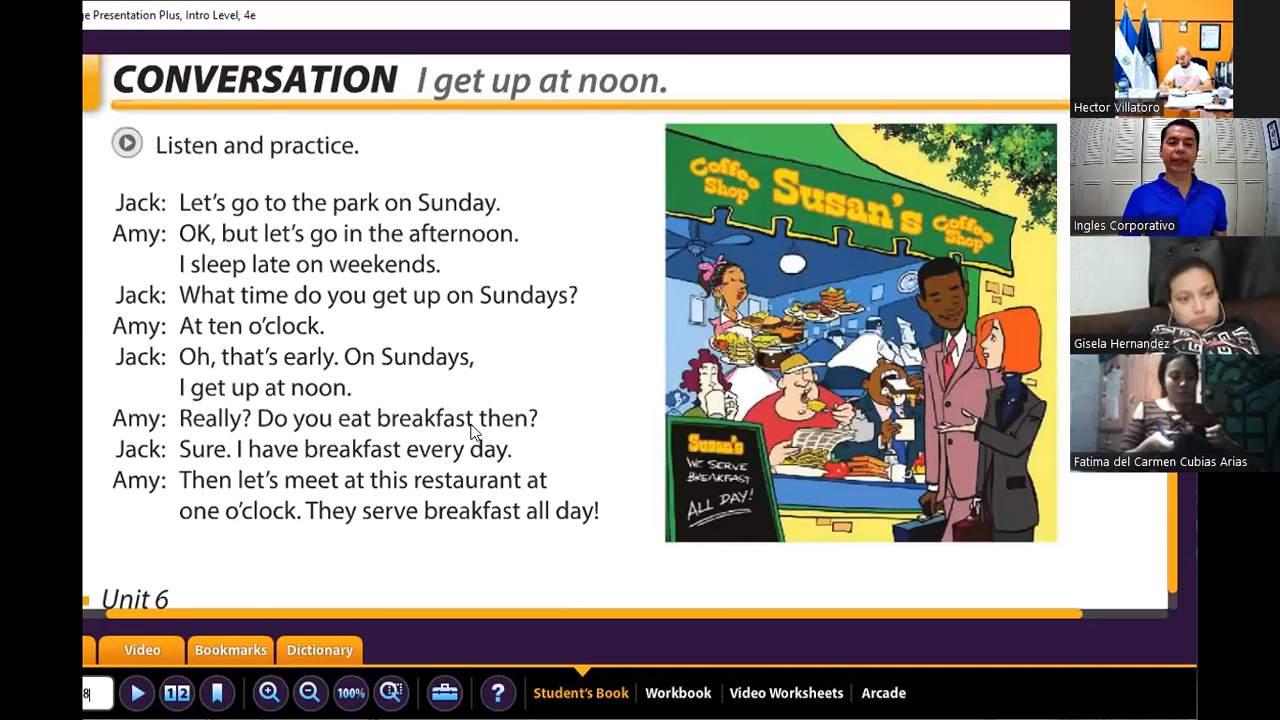 ge Presentation Plus, Intro Level, 4e
CONVERSATION I get up at noon.
Listen and practice.
Jack: Let's go to the park on Sunday.
Amy: OK, but let's go in the afternoon.
I sleep late on weekends.
Jack: What time do you get up on Sundays?
Amy: At ten o'clock.
Jack: Oh, that's early. On Sundays,
I get up at noon.
Amy: Really? Do you eat breakfast then?
Jack: Sure. I have breakfast every day.
Amy: Then let's meet at this restaurant at
one o'clock. They serve breakfast all day!
Coffee Shop Susan's Coffee Shop
Susan's
WE SERVE
BREAKFAST
ALL DAY!
Unit 6
Video Bookmarks Dictionary
8 1 2 100% ? Student's Book Workbook Video Worksheets Arcade
Hector Villatoro
Ingles Corporativo
Gisela Hernandez
Fatima del Carmen Cubias Arias